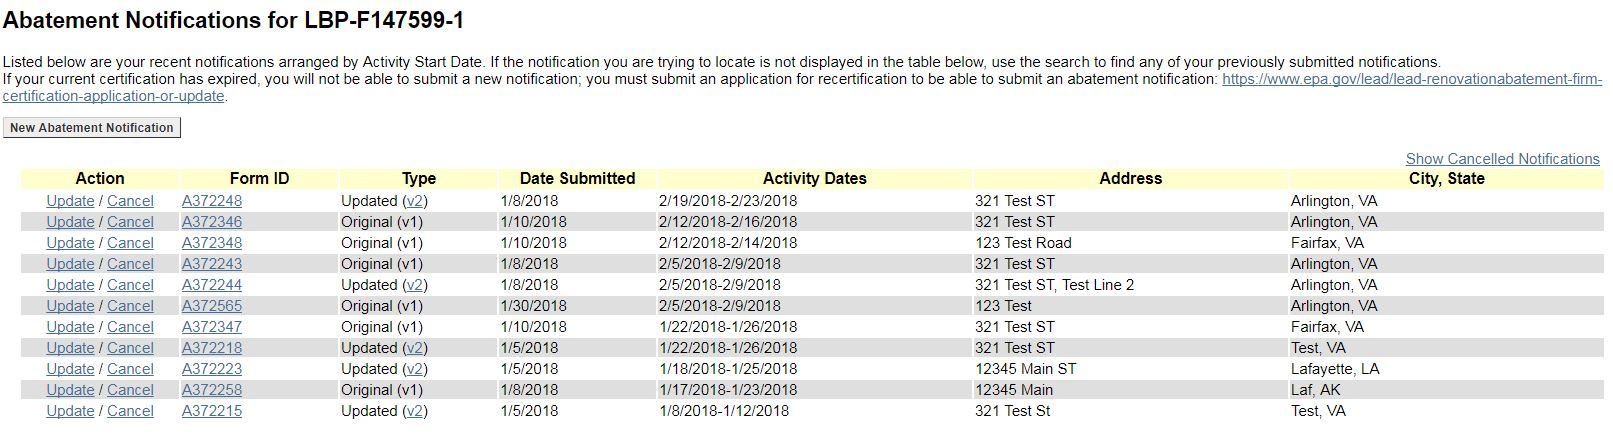 Abatement Notifications for LBP-F147599-1
Listed below are your recent notifications arranged by Activity Start Date. If the notification you are trying to locate is not displayed in the table below, use the search to find any of your previously submitted notifications.
If your current certification has expired, you will not be able to submit a new notification; you must submit an application for recertification to be able to submit an abatement notification: https://www.epa.gov/lead/lead-renovationabatement-firm-
certification-application-or-update.
New Abatement Notification
Show Cancelled Notifications
Action Form ID Type Date Submitted Activity Dates Address City, State
Update / Cancel A372248 Updated (v2) 1/8/2018 2/19/2018-2/23/2018 321 Test ST Arlington, VA
Update / Cancel A372346 Original (v1) 1/10/2018 2/12/2018-2/16/2018 321 Test ST Arlington, VA
Update / Cancel A372348 Original (v1) 1/10/2018 2/12/2018-2/14/2018 123 Test Road Fairfax, VA
Update / Cancel A372243 Original (v1) 1/8/2018 2/5/2018-2/9/2018 321 Test ST Arlington, VA
Update / Cancel A372244 Updated (v2) 1/8/2018 2/5/2018-2/9/2018 321 Test ST, Test Line 2 Arlington, VA
Update / Cancel A372565 Original (v1) 1/30/2018 2/5/2018-2/9/2018 123 Test Arlington, VA
Update / Cancel A372347 Original (v1) 1/10/2018 1/22/2018-1/26/2018 321 Test ST Fairfax, VA
Update / Cancel A372218 Updated (v2) 1/5/2018 1/22/2018-1/26/2018 321 Test ST Test, VA
Update / Cancel A372223 Updated (v2) 1/5/2018 1/18/2018-1/25/2018 12345 Main ST Lafayette, LA
Update / Cancel A372258 Original (v1) 1/8/2018 1/17/2018-1/23/2018 12345 Main Laf, AK
Update / Cancel A372215 Updated (v2) 1/5/2018 1/8/2018-1/12/2018 321 Test St Test, VA